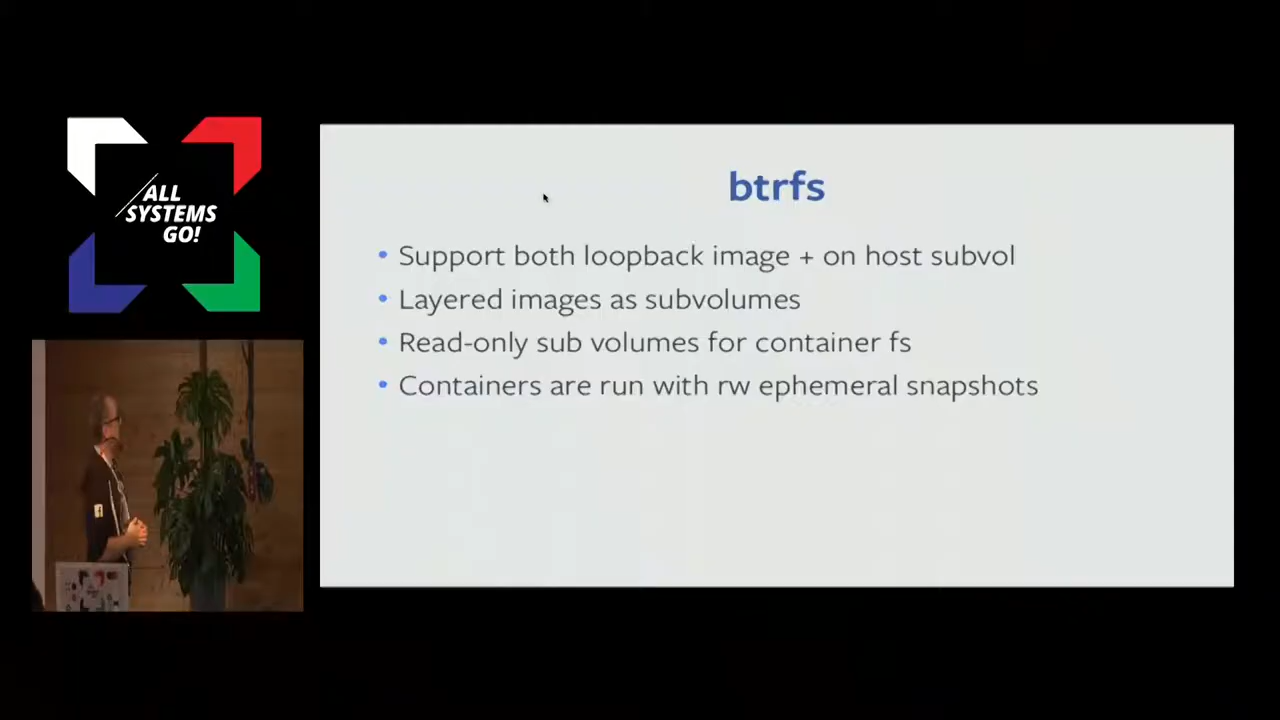 ALL
SYSTEMS
GO!
btrfs
• Support both loopback image + on host subvol
• Layered images as subvolumes
• Read-only sub volumes for container fs
• Containers are run with rw ephemeral snapshots